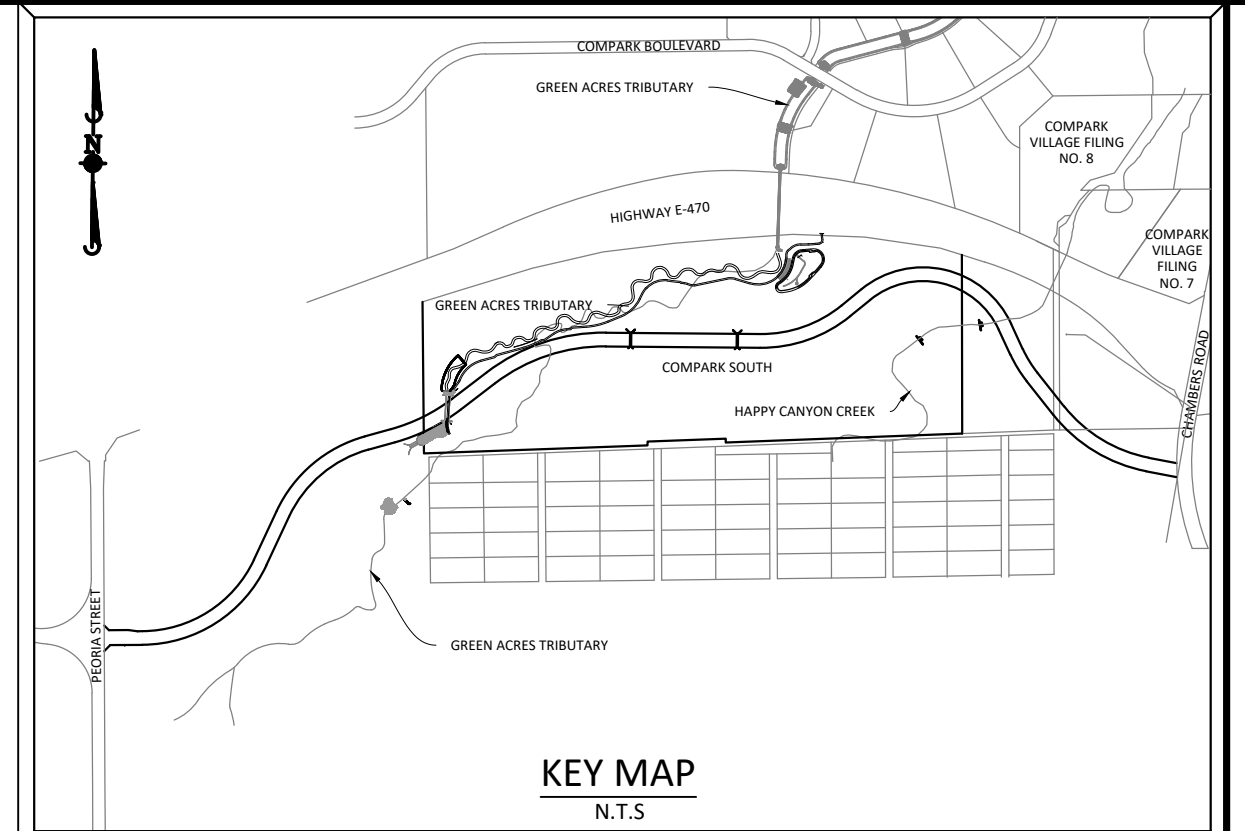 COMPARK BOULEVARD
GREEN ACRES TRIBUTARY
N
COMPARK
VILLAGE FILING
NO. 8
HIGHWAY E-470
COMPARK
VILLAGE
FILING
NO. 7
GREEN ACRES TRIBUTARY
COMPARK SOUTH
CHAMBERS ROAD
HAPPY CANYON CREEK
PEORIA STREET
GREEN ACRES TRIBUTARY
KEY MAP
N.T.S